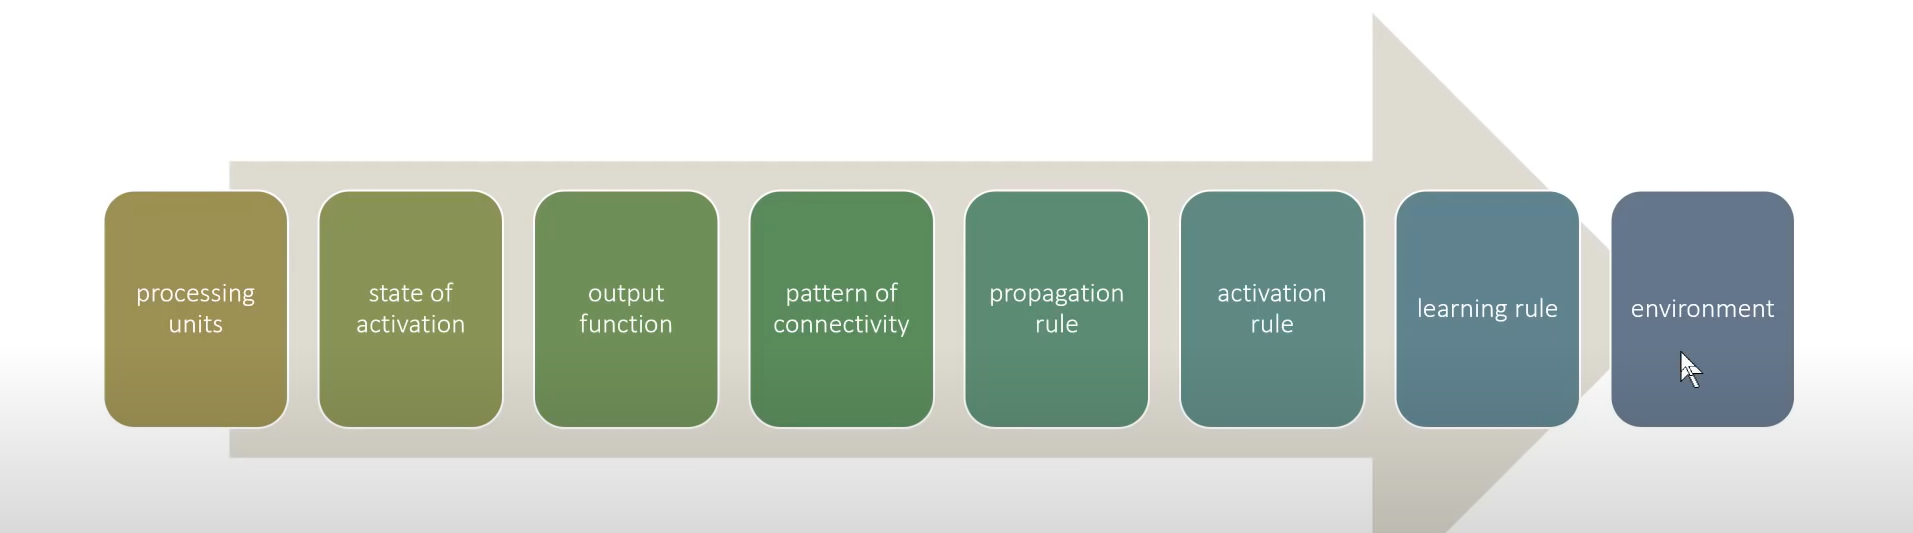 processing
units
state of
activation
output
function
pattern of
connectivity
propagation
rule
activation
rule
learning rule
environment